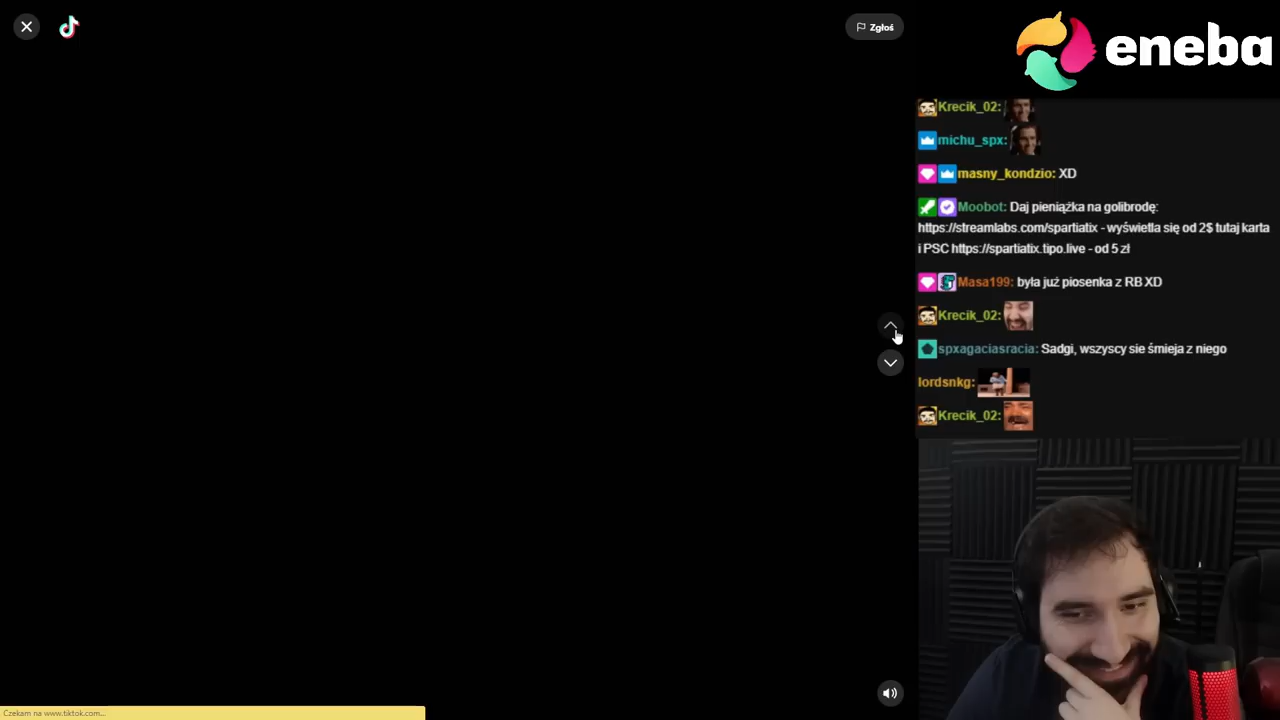 Zgłoś
eneba
Krecik_02:
michu_spx:
masny_kondzio: XD
Moobot: Daj pieniążka na golibrodę:
https://streamlabs.com/spartiatix - wyświetla się od 2$ tutaj karta
i PSC https://spartiatix.tipo.live - od 5 zł
Masa199: była już piosenka z RB XD
Krecik_02:
spxagaciasracia: Sadgi, wszyscy sie śmieja z niego
lordsnkg:
Krecik_02:
Czekam na www.tiktok.com...